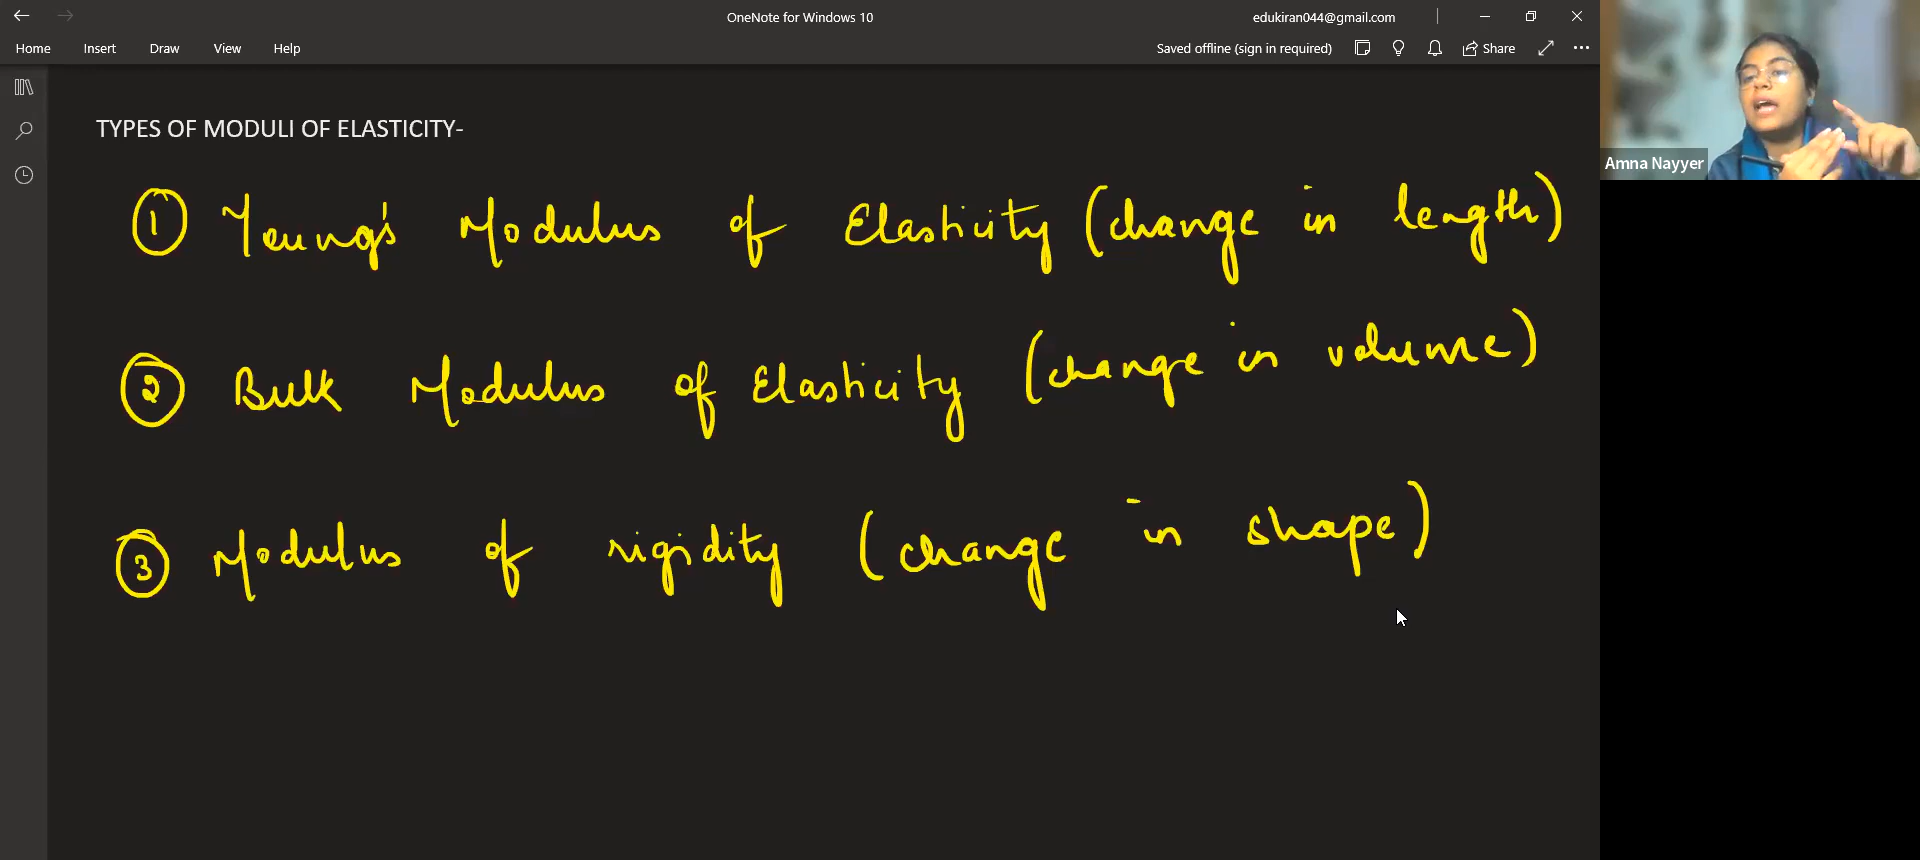 OneNote for Windows 10
edukiran044@gmail.com
Home Insert Draw View Help
Saved offline (sign in required) Share
TYPES OF MODULI OF ELASTICITY-
① Young's Modulus of Elasticity (change in length)
② Bulk Modulus of Elasticity (change in volume)
③ Modulus of rigidity (change in shape)
Amna Nayyer